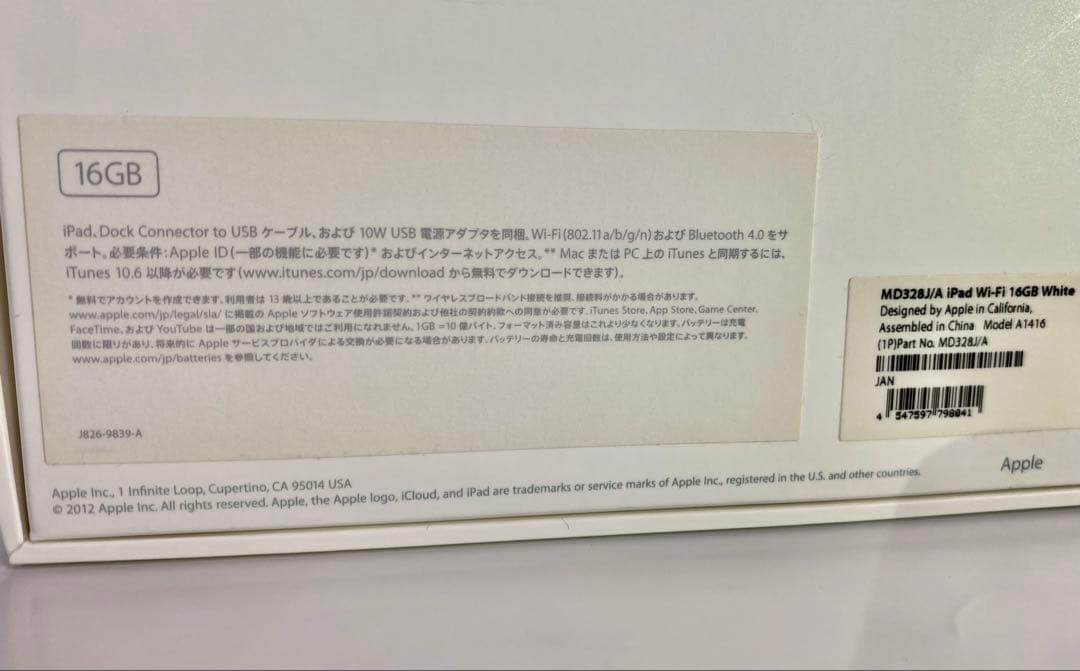 16GB
iPad、Dock Connector to USB ケーブル、および 10W USB 電源アダプタを同梱。Wi-Fi(802.11a/b/g/n)および Bluetooth 4.0 をサ
ポート。必要条件：Apple ID（一部の機能に必要です）* およびインターネットアクセス。** Mac または PC 上の iTunes と同期するには、
iTunes 10.6 以降が必要です（www.itunes.com/jp/download から無料でダウンロードできます）。
* 無料でアカウントを作成できます。利用者は 13 歳以上であることが必要です。** ワイヤレスブロードバンド接続を推奨、接続料がかかる場合があります。
www.apple.com/jp/legal/sla/ に掲載の Apple ソフトウェア使用許諾契約および他社の契約約款への同意が必要です。iTunes Store、App Store、Game Center、
FaceTime、および YouTube は一部の国および地域ではご利用になれません。1GB =10 億バイト、フォーマット済み容量はこれより少なくなります。バッテリーは充電
回数に限りがあり、将来的に Apple サービスプロバイダによる交換が必要になる場合があります。バッテリーの寿命と充電回数は、使用方法や設定によって異なります。
www.apple.com/jp/batteries を参照してください。
J826-9839-A
MD328J/A iPad Wi-Fi 16GB White
Designed by Apple in California,
Assembled in China Model A1416
(1P)Part No. MD328J/A
JAN
4 547597 798041
Apple Inc., 1 Infinite Loop, Cupertino, CA 95014 USA
© 2012 Apple Inc. All rights reserved. Apple, the Apple logo, iCloud, and iPad are trademarks or service marks of Apple Inc., registered in the U.S. and other countries.
Apple